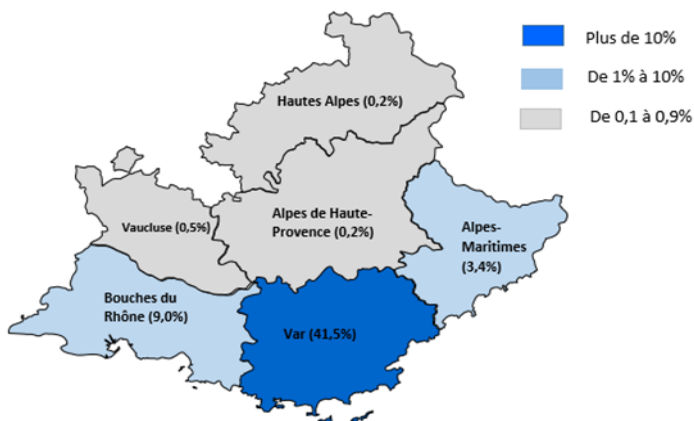 Plus de 10%
De 1% à 10%
De 0,1 à 0,9%
Hautes Alpes (0,2%)
Vaucluse (0,5%)
Alpes de Haute-
Provence (0,2%)
Alpes-
Maritimes
(3,4%)
Bouches du
Rhône (9,0%)
Var (41,5%)